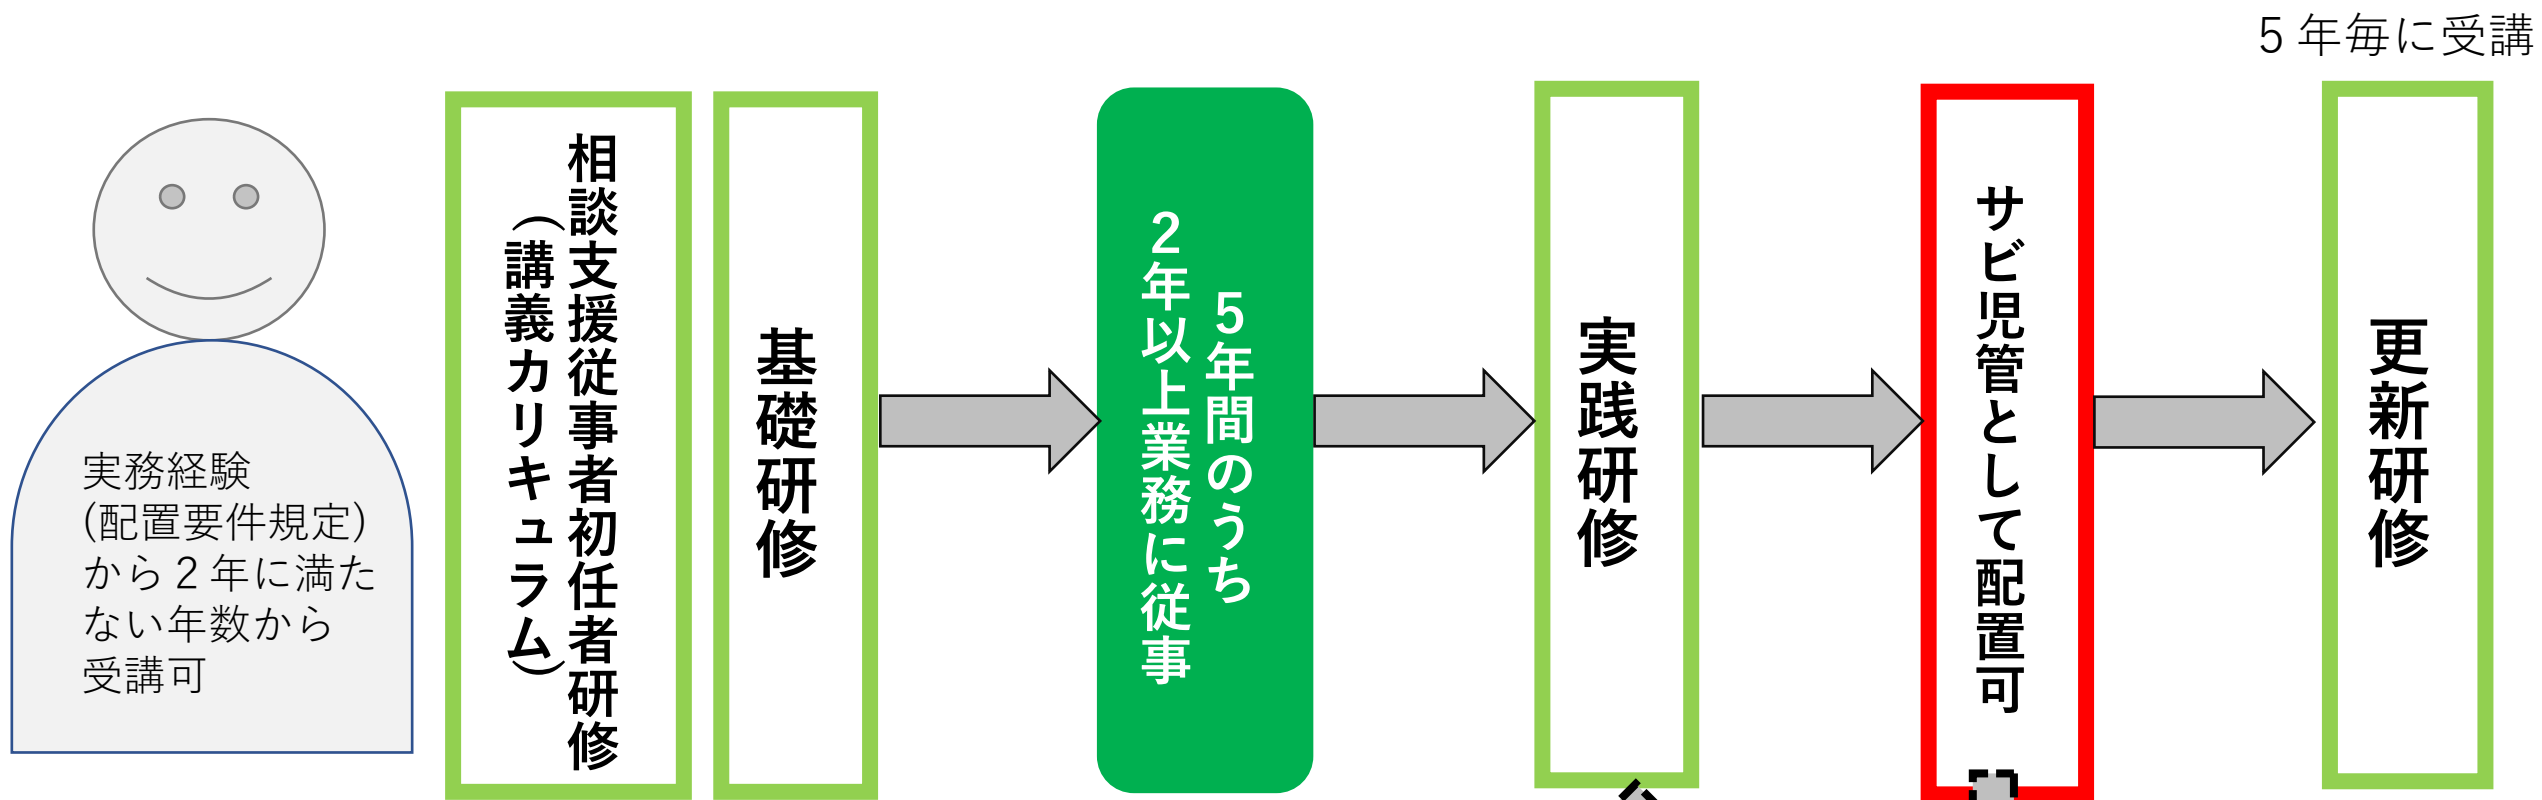 5年毎に受講
実務経験
(配置要件規定)
から2年に満た
ない年数から
受講可
相談支援従事者初任者研修
（講義カリキュラム）
基礎研修
5年間のうち
2年以上業務に従事
実践研修
サビ児管として配置可
更新研修